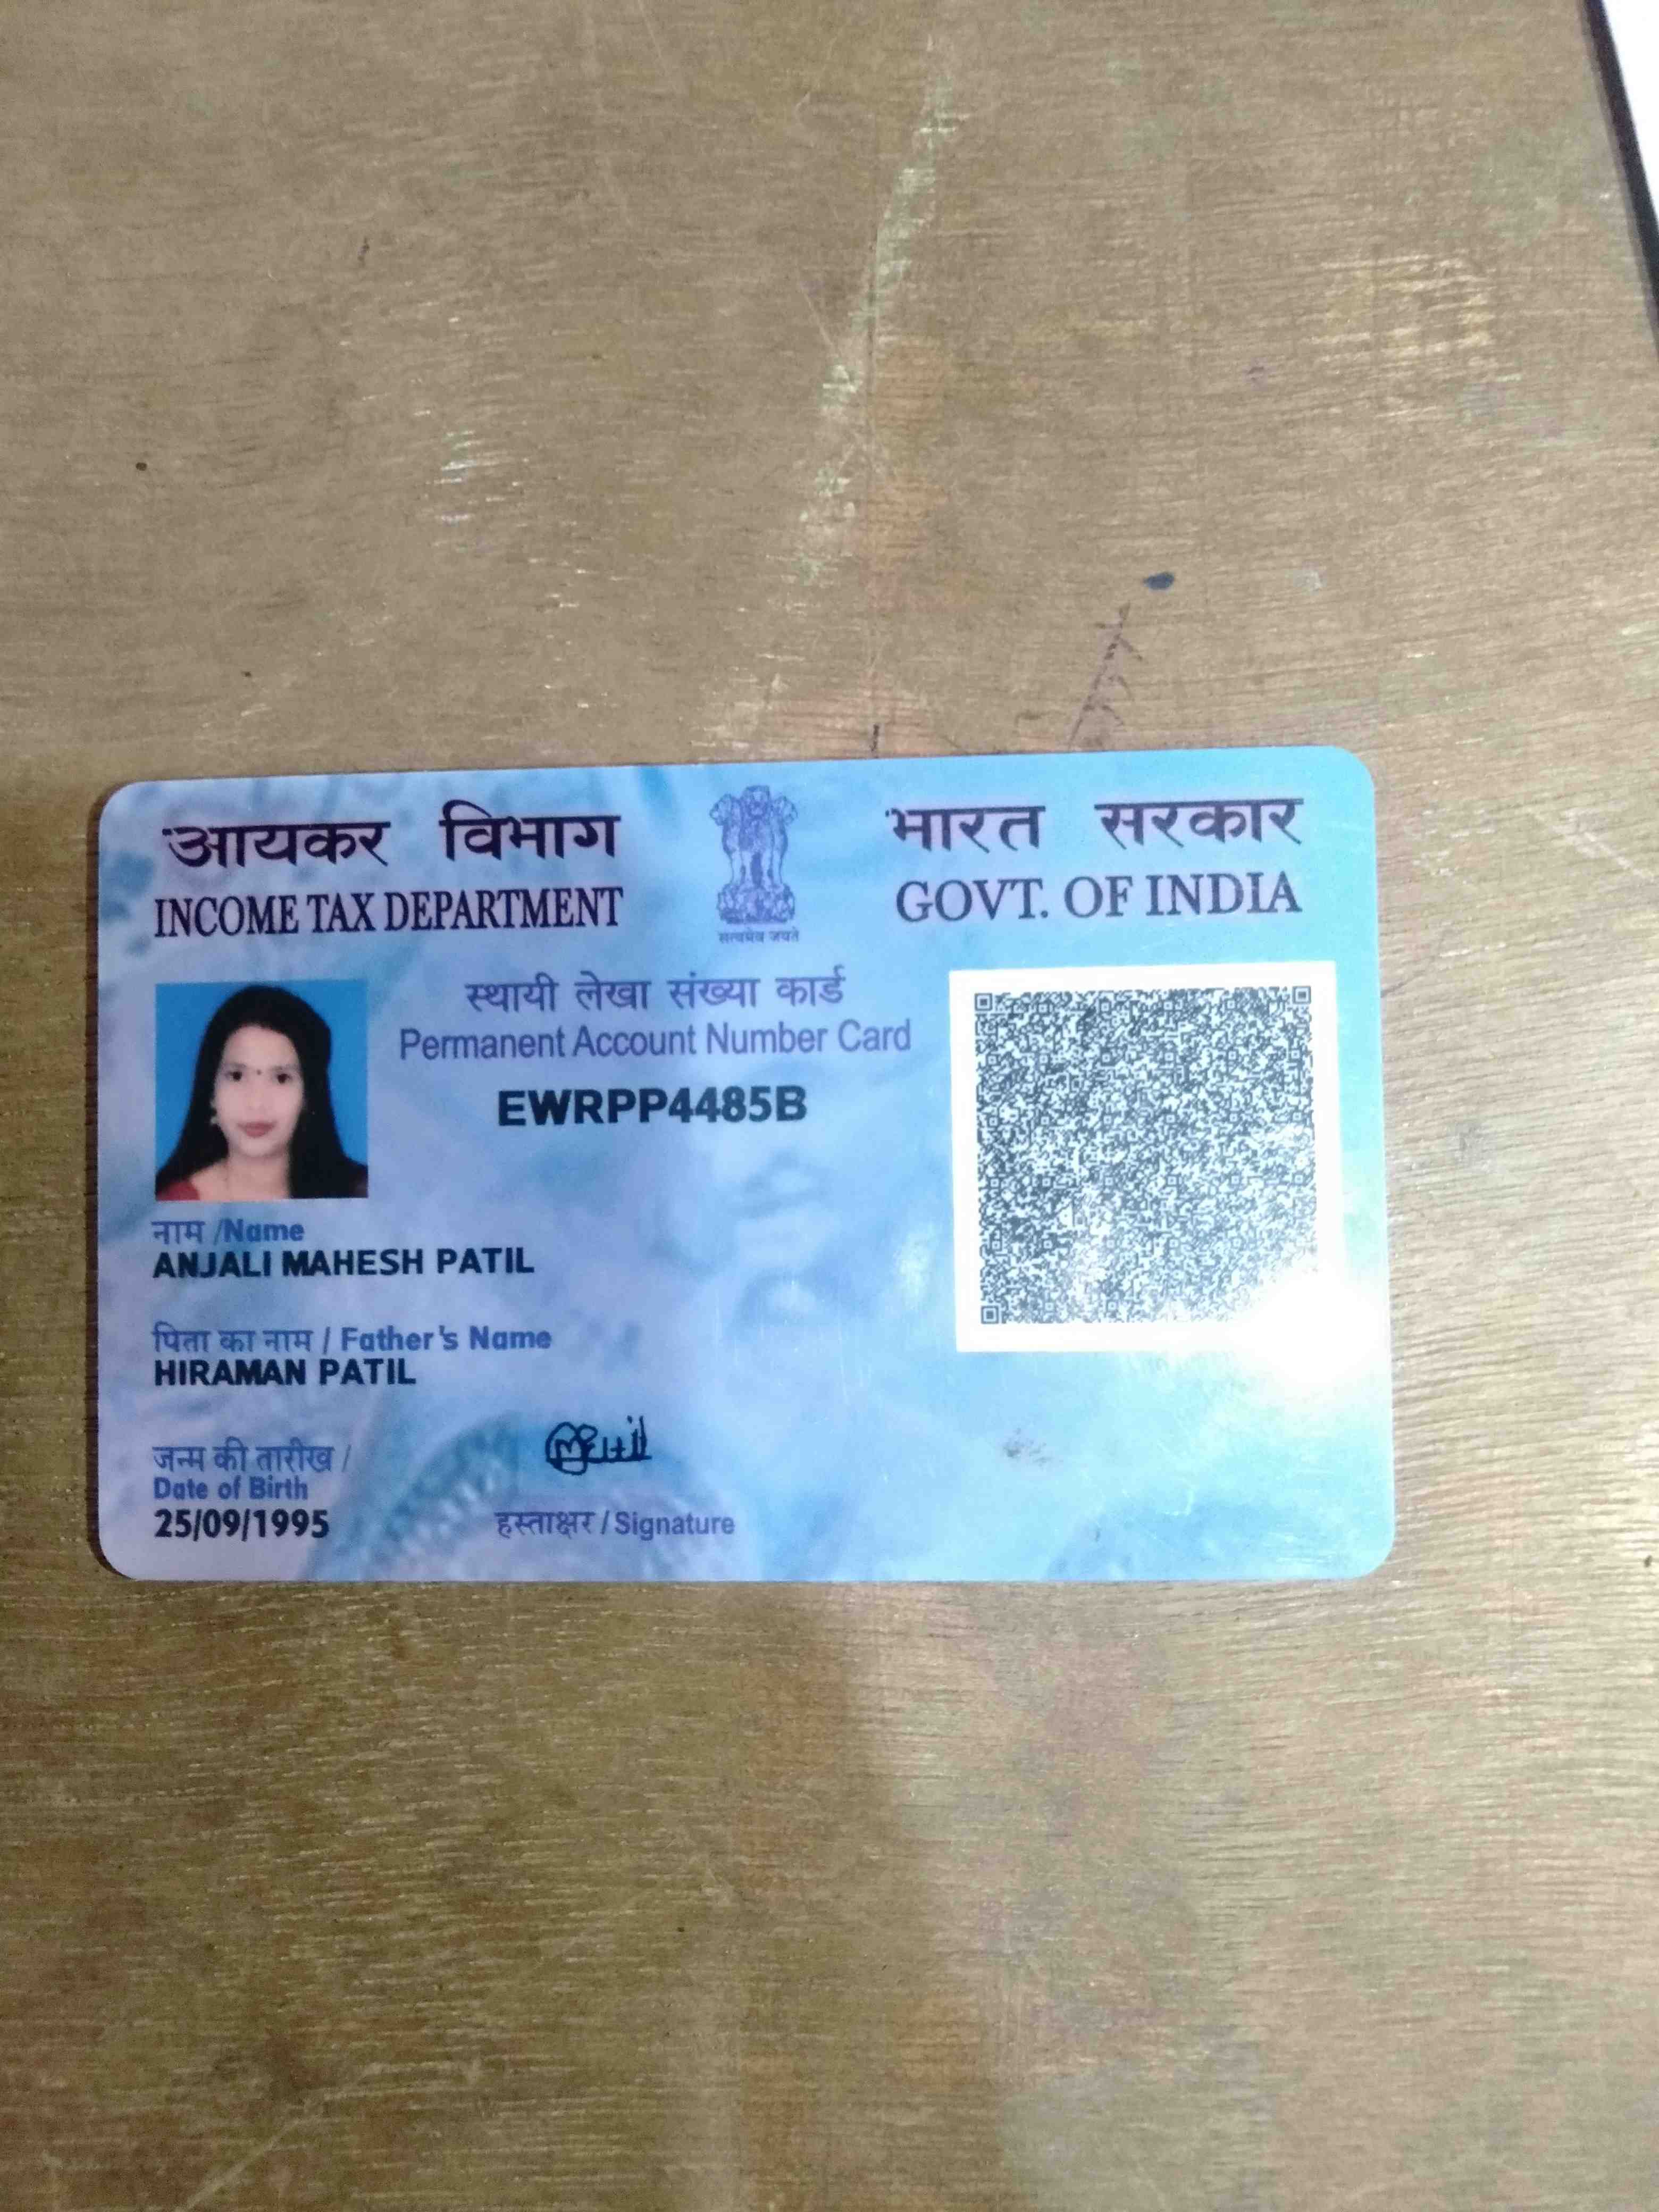 आयकर विभाग
INCOME TAX DEPARTMENT
सत्यमेव जयते
भारत सरकार
GOVT. OF INDIA
स्थायी लेखा संख्या कार्ड
Permanent Account Number Card
EWRPP4485B
नाम /Name
ANJALI MAHESH PATIL
पिता का नाम / Father's Name
HIRAMAN PATIL
जन्म की तारीख /
Date of Birth
25/09/1995
हस्ताक्षर / Signature